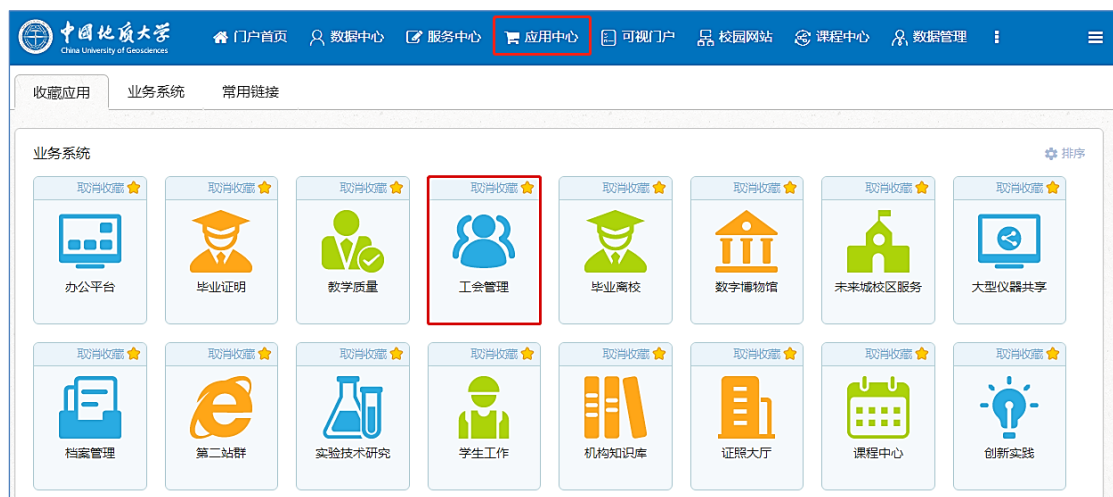 中国地质大学
China University of Geosciences
门户首页 数据中心 服务中心 应用中心 可视门户 校园网站 课程中心 数据管理
收藏应用 业务系统 常用链接
业务系统 排序
取消收藏 取消收藏 取消收藏 取消收藏 取消收藏 取消收藏 取消收藏 取消收藏
办公平台 毕业证明 教学质量 工会管理 毕业离校 数字博物馆 未来城校区服务 大型仪器共享
取消收藏 取消收藏 取消收藏 取消收藏 取消收藏 取消收藏 取消收藏 取消收藏
档案管理 第二站群 实验技术研究 学生工作 机构知识库 证照大厅 课程中心 创新实践